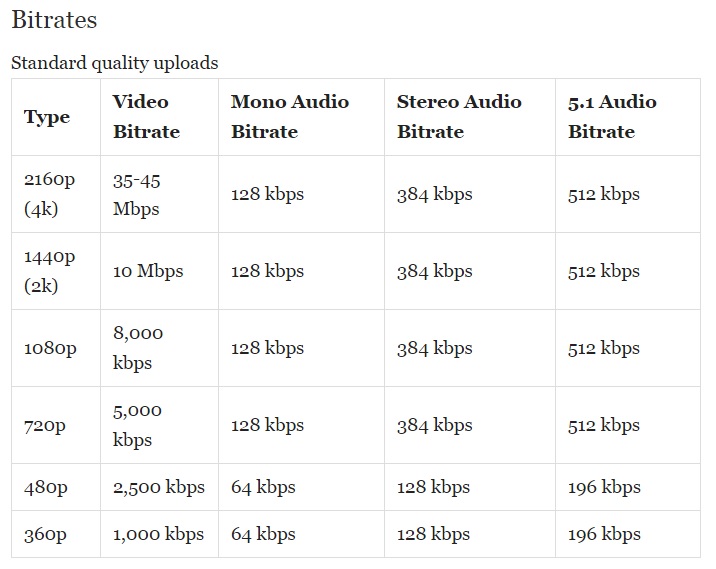 Bitrates
Standard quality uploads
Type
Video
Bitrate
Mono Audio
Bitrate
Stereo Audio
Bitrate
5.1 Audio
Bitrate
2160p
(4k)
35-45
Mbps
128 kbps
384 kbps
512 kbps
1440p
(2k)
10 Mbps
128 kbps
384 kbps
512 kbps
1080p
8,000
kbps
128 kbps
384 kbps
512 kbps
720p
5,000
kbps
128 kbps
384 kbps
512 kbps
480p
2,500 kbps
64 kbps
128 kbps
196 kbps
360p
1,000 kbps
64 kbps
128 kbps
196 kbps